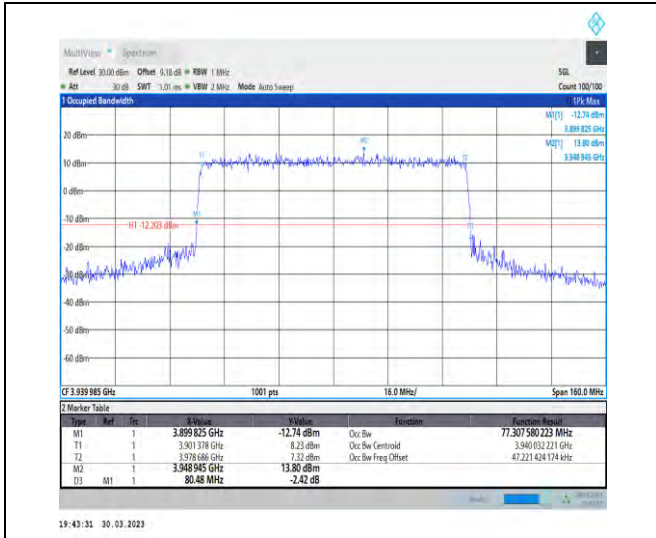 MultiView Spectrum
Ref Level 30.00 dBm Offset 9.18 dB RBW 1 MHz SGL
Att 30 dB SWT 1.01 ms VBW 2 MHz Mode Auto Sweep Count 100/100
1 Occupied Bandwidth 1Pk Max
M1[1] -12.74 dBm
3.899 825 GHz
M2[1] 13.80 dBm
3.948 945 GHz
20 dBm
M2
T1 T2
10 dBm
0 dBm
-10 dBm
M1
H1 -12.203 dBm
D3
-20 dBm
-30 dBm
-40 dBm
-50 dBm
-60 dBm
CF 3.939 985 GHz 1001 pts 16.0 MHz/ Span 160.0 MHz
2 Marker Table
Type Ref Trc X-Value Y-Value Function Function Result
M1 1 3.899 825 GHz -12.74 dBm Occ Bw 77.307 580 223 MHz
T1 1 3.901 378 GHz 8.23 dBm Occ Bw Centroid 3.940 032 221 GHz
T2 1 3.978 686 GHz 7.32 dBm Occ Bw Freq Offset 47.221 424 174 kHz
M2 1 3.948 945 GHz 13.80 dBm
D3 M1 1 80.48 MHz -2.42 dB
19:43:31 30.03.2023